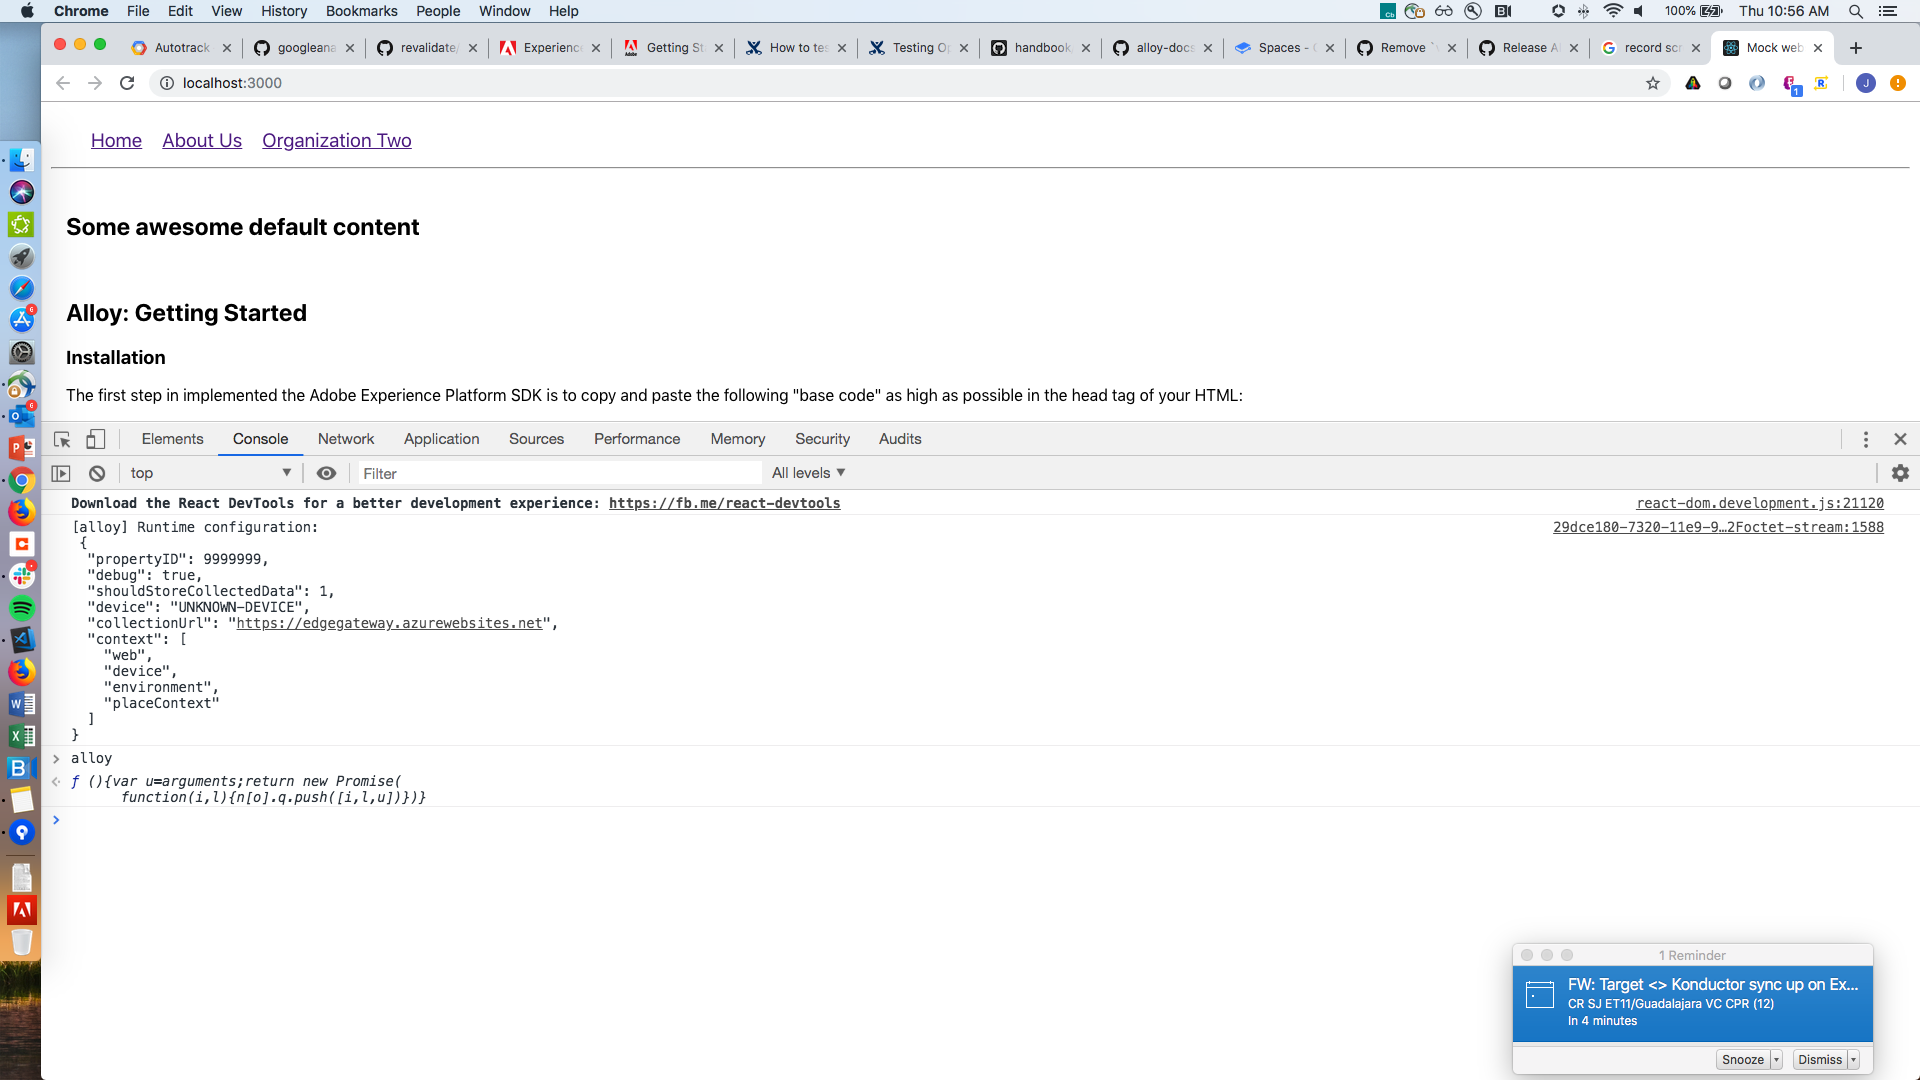 Chrome File Edit View History Bookmarks People Window Help 100% Thu 10:56 AM
Autotrack googleana revalidate/ Experience Getting St How to tes Testing Op handbook alloy-docs Spaces - Remove Release A record scr Mock web
localhost:3000
Home About Us Organization Two
Some awesome default content
Alloy: Getting Started
Installation
The first step in implemented the Adobe Experience Platform SDK is to copy and paste the following "base code" as high as possible in the head tag of your HTML:
Elements Console Network Application Sources Performance Memory Security Audits
top Filter All levels
Download the React DevTools for a better development experience: https://fb.me/react-devtools react-dom.development.js:21120
[alloy] Runtime configuration: 29dce180-7320-11e9-9…2Foctet-stream:1588
{
"propertyID": 9999999,
"debug": true,
"shouldStoreCollectedData": 1,
"device": "UNKNOWN-DEVICE",
"collectionUrl": "https://edgegateway.azurewebsites.net",
"context": [
"web",
"device",
"environment",
"placeContext"
]
}
alloy
ƒ (){var u=arguments;return new Promise(
function(i,l){n[o].q.push([i,l,u])})}
1 Reminder
FW: Target <> Konductor sync up on Ex...
CR SJ ET11/Guadalajara VC CPR (12)
In 4 minutes
Snooze Dismiss